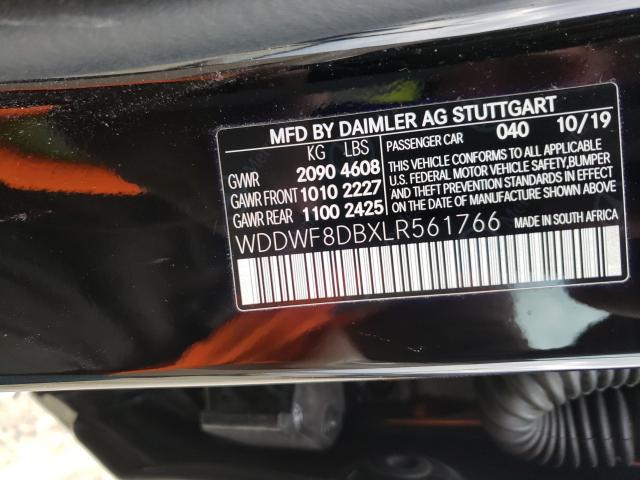 MFD BY DAIMLER AG STUTTGART
KG LBS
GVWR 2090 4608
GAWR FRONT 1010 2227
GAWR REAR 1100 2425
PASSENGER CAR 040 10/19
THIS VEHICLE CONFORMS TO ALL APPLICABLE
U.S. FEDERAL MOTOR VEHICLE SAFETY, BUMPER
AND THEFT PREVENTION STANDARDS IN EFFECT
ON THE DATE OF MANUFACTURE SHOWN ABOVE
WDDWF8DBXLR561766
MADE IN SOUTH AFRICA